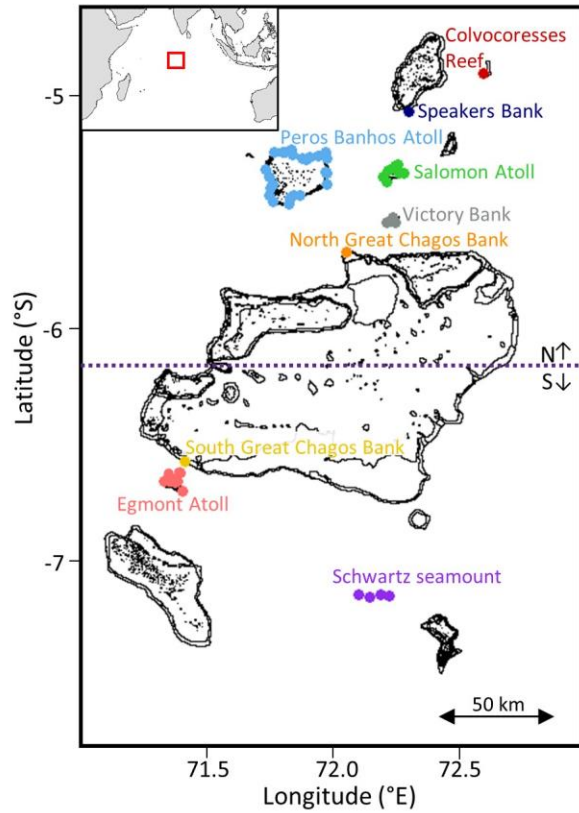 Colvocoresses
Reef
-5
Speakers Bank
Peros Banhos Atoll
Salomon Atoll
Victory Bank
North Great Chagos Bank
-6
N↑
S↓
Latitude (°S)
South Great Chagos Bank
Egmont Atoll
-7
Schwartz seamount
50 km
71.5
72.0
72.5
Longitude (°E)